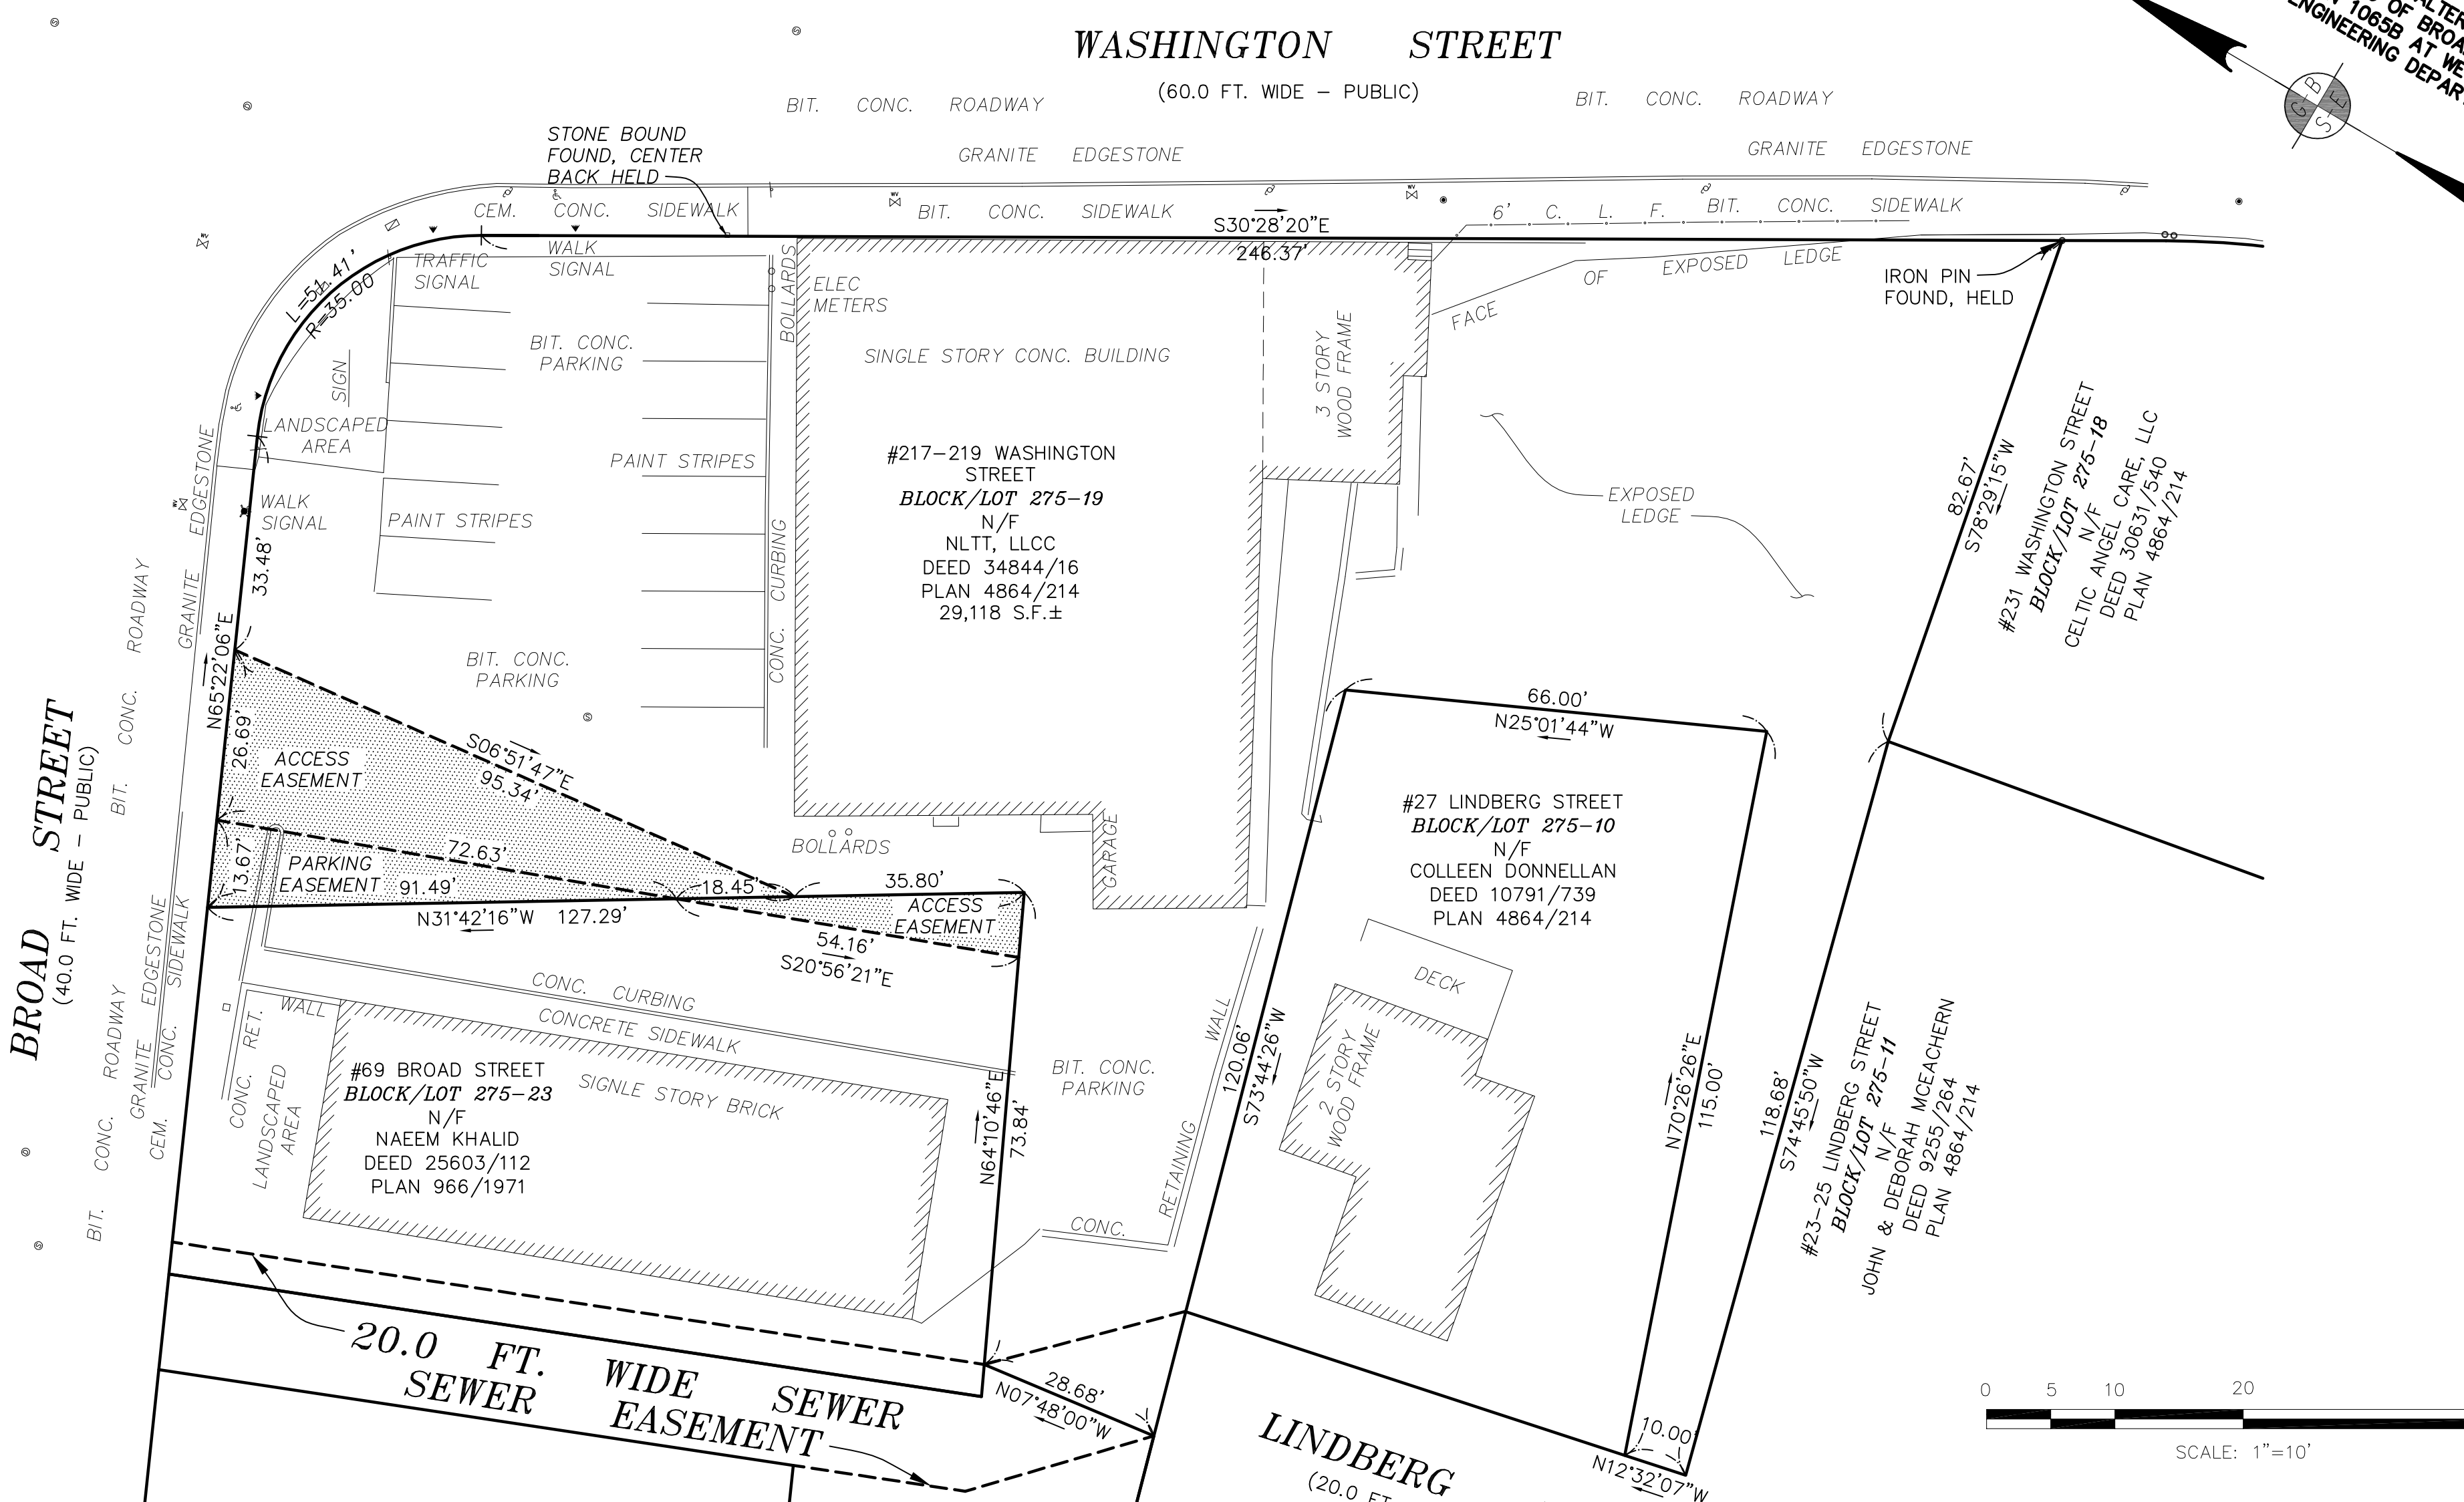 WASHINGTON STREET
(60.0 FT. WIDE – PUBLIC)
BIT. CONC. ROADWAY
BIT. CONC. ROADWAY
GRANITE EDGESTONE
GRANITE EDGESTONE
OF BROAD
1065B AT WE
ENGINEERING DEPAR
G-B
S-E
STONE BOUND
FOUND, CENTER
BACK HELD
CEM. CONC. SIDEWALK
BIT. CONC. SIDEWALK
6' C. L. F.
BIT. CONC. SIDEWALK
S30°28'20"E
246.37'
WALK
SIGNAL
TRAFFIC
SIGNAL
L=51.41'
R=35.00
BOLLARDS
ELEC
METERS
FACE OF EXPOSED LEDGE
IRON PIN
FOUND, HELD
SIGN
BIT. CONC.
PARKING
SINGLE STORY CONC. BUILDING
3 STORY
WOOD FRAME
LANDSCAPED
AREA
PAINT STRIPES
PAINT STRIPES
WALK
SIGNAL
GRANITE EDGESTONE
BIT. CONC. ROADWAY
33.48'
N65°22'06"E
26.69'
13.67'
CONC. CURBING
#217–219 WASHINGTON
STREET
BLOCK/LOT 275–19
N/F
NLTT, LLCC
DEED 34844/16
PLAN 4864/214
29,118 S.F.±
EXPOSED
LEDGE
82.67'
S78°29'15"W
#231 WASHINGTON STREET
BLOCK/LOT 275–18
N/F
CELTIC ANGEL CARE, LLC
DEED 30631/540
PLAN 4864/214
BIT. CONC.
PARKING
BROAD STREET
(40.0 FT. WIDE – PUBLIC)
ACCESS
EASEMENT
S06°51'47"E
95.34'
72.63'
PARKING
EASEMENT
91.49'
18.45'
35.80'
N31°42'16"W 127.29'
ACCESS
EASEMENT
54.16'
S20°56'21"E
BOLLARDS
GARAGE
66.00'
N25°01'44"W
#27 LINDBERG STREET
BLOCK/LOT 275–10
N/F
COLLEEN DONNELLAN
DEED 10791/739
PLAN 4864/214
DECK
2 STORY
WOOD FRAME
GRANITE EDGESTONE
CEM. CONC. SIDEWALK
BIT. CONC. ROADWAY
CONC. CURBING
CONCRETE SIDEWALK
CONC. RET. WALL
LANDSCAPED
AREA
#69 BROAD STREET
BLOCK/LOT 275–23
N/F
NAEEM KHALID
DEED 25603/112
PLAN 966/1971
SIGNLE STORY BRICK
N64°10'46"E
73.84'
BIT. CONC.
PARKING
CONC. RETAINING WALL
120.06'
S73°44'26"W
N70°26'26"E
115.00'
118.68'
S74°45'50"W
#23–25 LINDBERG STREET
BLOCK/LOT 275–11
N/F
JOHN & DEBORAH MCEACHERN
DEED 9255/264
PLAN 4864/214
20.0 FT. WIDE SEWER
SEWER EASEMENT
28.68'
N07°48'00"W
LINDBERG
(20.0 FT
10.00'
N12°32'07"W
0 5 10 20
SCALE: 1"=10'